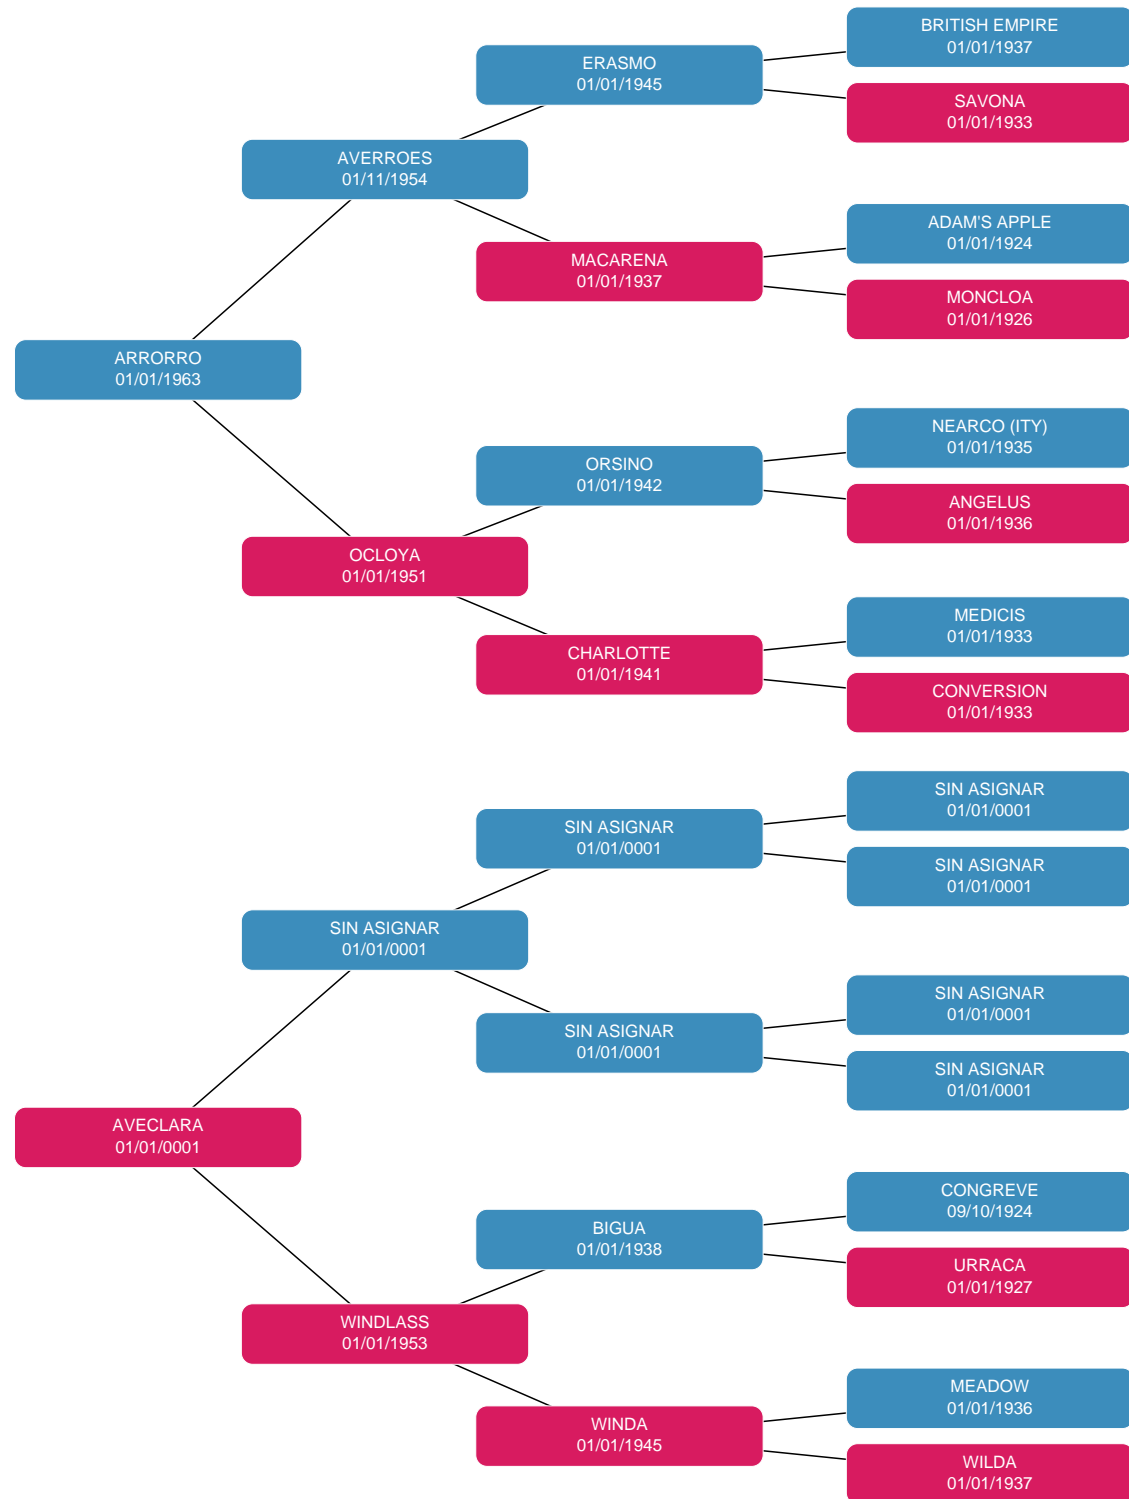 BRITISH EMPIRE
01/01/1937
ERASMO
01/01/1945
SAVONA
01/01/1933
AVERROES
01/11/1954
ADAM'S APPLE
01/01/1924
MACARENA
01/01/1937
MONCLOA
01/01/1926
ARRORRO
01/01/1963
NEARCO (ITY)
01/01/1935
ORSINO
01/01/1942
ANGELUS
01/01/1936
OCLOYA
01/01/1951
MEDICIS
01/01/1933
CHARLOTTE
01/01/1941
CONVERSION
01/01/1933
SIN ASIGNAR
01/01/0001
SIN ASIGNAR
01/01/0001
SIN ASIGNAR
01/01/0001
SIN ASIGNAR
01/01/0001
SIN ASIGNAR
01/01/0001
SIN ASIGNAR
01/01/0001
SIN ASIGNAR
01/01/0001
AVECLARA
01/01/0001
CONGREVE
09/10/1924
BIGUA
01/01/1938
URRACA
01/01/1927
WINDLASS
01/01/1953
MEADOW
01/01/1936
WINDA
01/01/1945
WILDA
01/01/1937